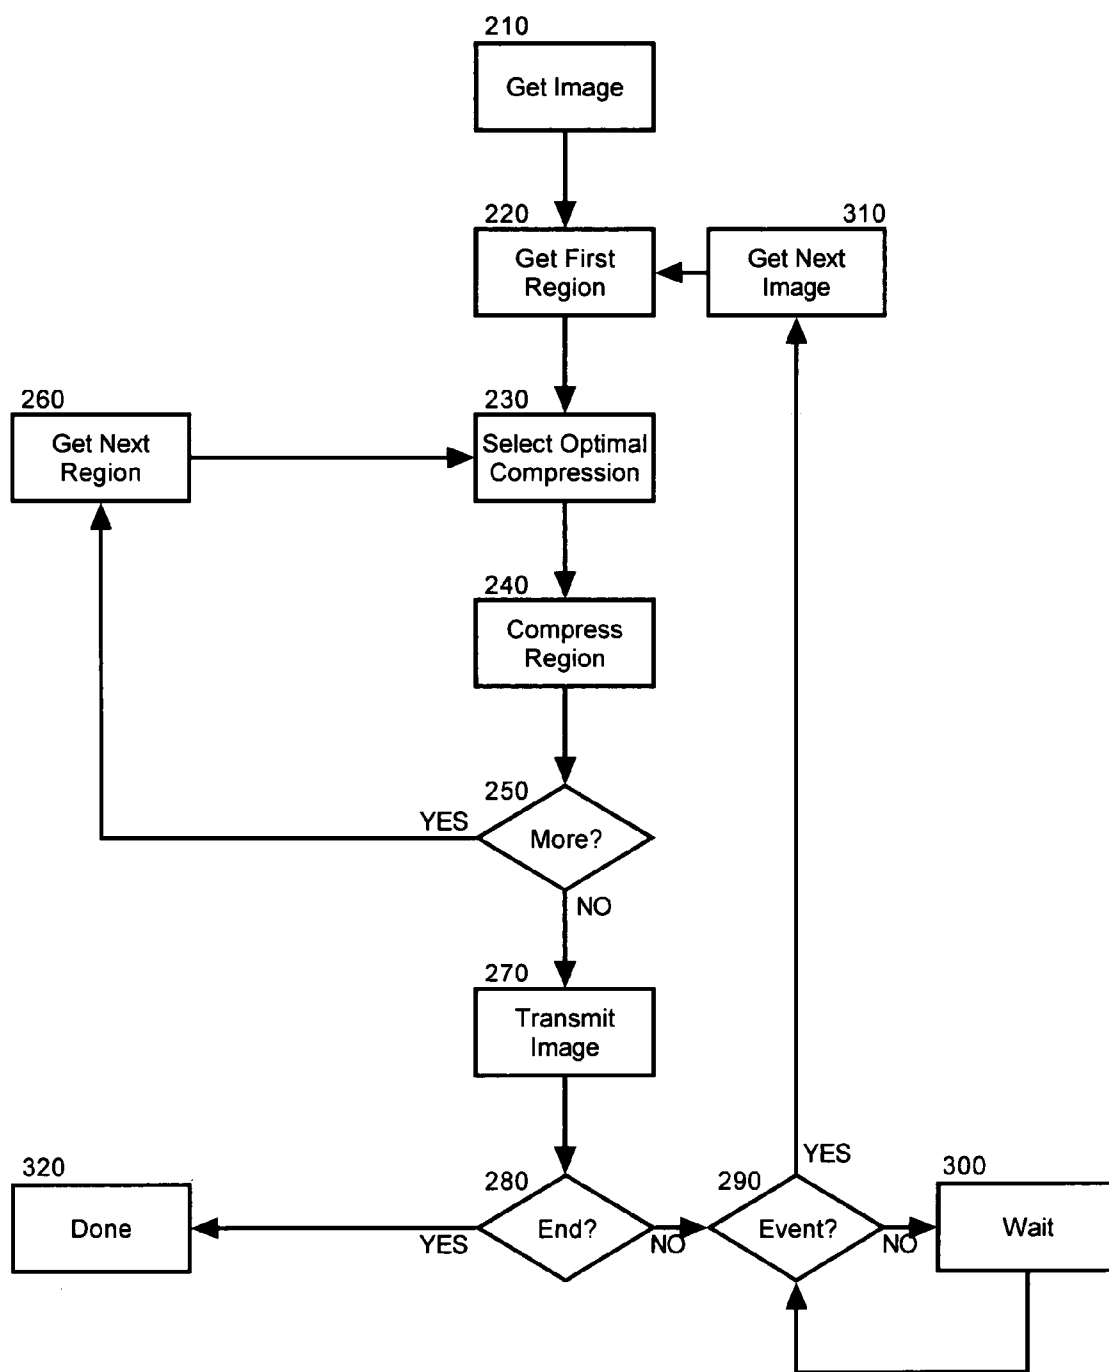 210
Get Image
220
Get First
Region
310
Get Next
Image
260
Get Next
Region
230
Select Optimal
Compression
240
Compress
Region
250
YES
More?
NO
270
Transmit
Image
320
Done
280
YES
End?
NO
290
YES
Event?
NO
300
Wait